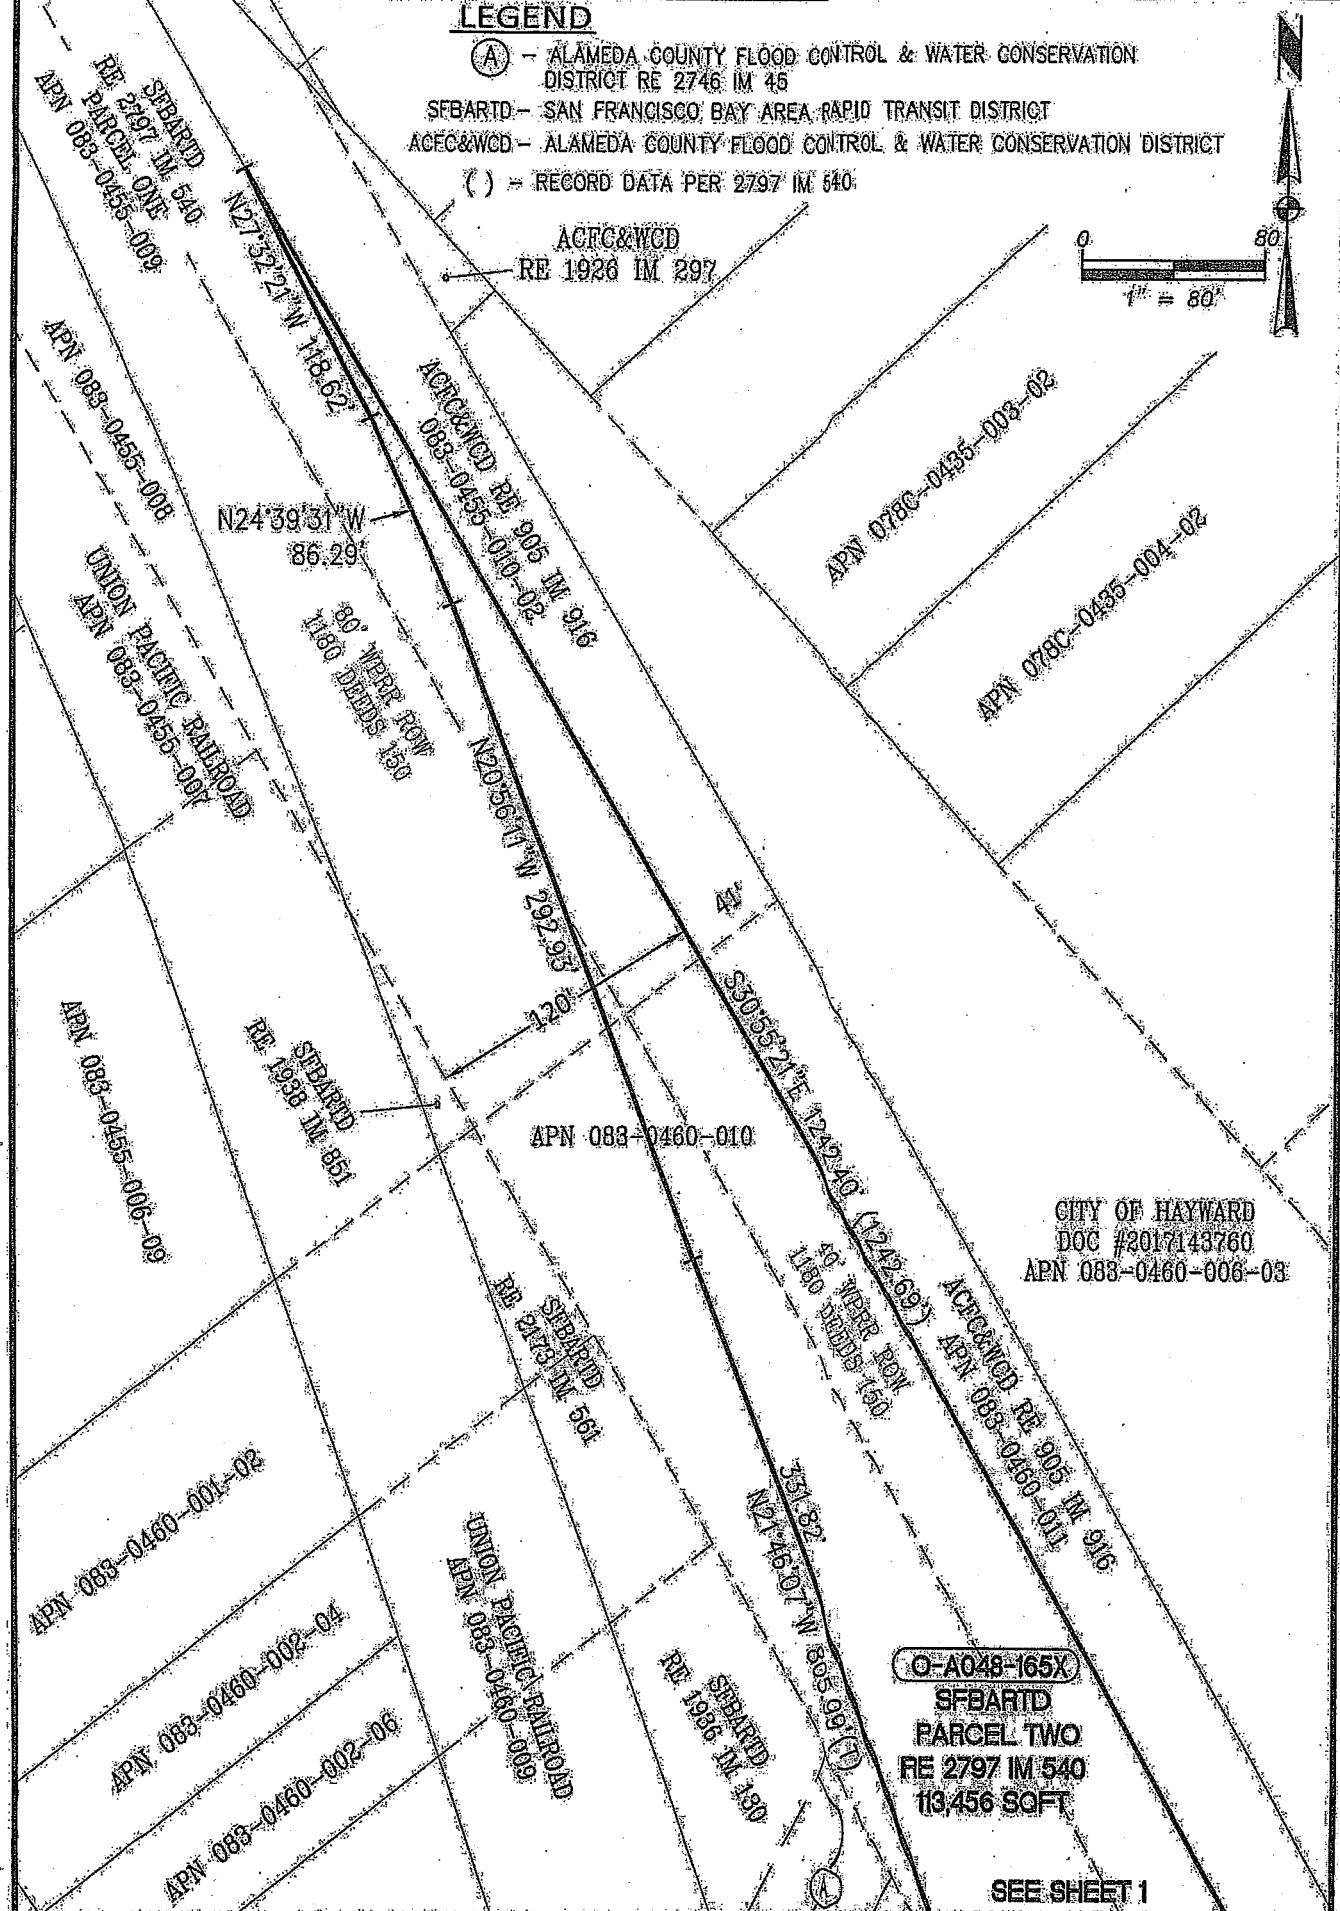 LEGEND
(A) - ALAMEDA COUNTY FLOOD CONTROL & WATER CONSERVATION
DISTRICT RE 2746 IM 45
SFBARTD - SAN FRANCISCO BAY AREA RAPID TRANSIT DISTRICT
ACFC&WCD - ALAMEDA COUNTY FLOOD CONTROL & WATER CONSERVATION DISTRICT
( ) - RECORD DATA PER 2797 IM 540
N
0 80
1" = 80'
SFBARTD
RE 2797 IM 540
PARCEL ONE
APN 083-0455-009
N27°32'21"W 118.62'
ACFC&WCD
RE 1926 IM 297
APN 083-0455-008
ACFC&WCD RE 905 IM 916
083-0455-010-02
APN 078C-0435-003-02
APN 078C-0435-004-02
N24°39'31"W
86.29'
UNION PACIFIC RAILROAD
APN 083-0455-007
80' WPRR ROW
1180 DEEDS 150
N20°56'11"W 292.93'
41'
120'
S30°55'21"E 1242.40' (1242.69')
APN 083-0455-006-09
SFBARTD
RE 1938 IM 851
APN 083-0460-010
CITY OF HAYWARD
DOC #2017143760
APN 083-0460-006-03
40' WPRR ROW
1180 DEEDS 150
ACFC&WCD RE 905 IM 916
APN 083-0460-011
SFBARTD
RE 2173 IM 561
APN 083-0460-001-02
331.82'
N21°46'07"W 805.99' (T)
UNION PACIFIC RAILROAD
APN 083-0460-009
APN 083-0460-002-04
APN 083-0460-002-06
SFBARTD
RE 1936 IM 130
O-A048-165X
SFBARTD
PARCEL TWO
RE 2797 IM 540
113,456 SQFT
A
SEE SHEET 1